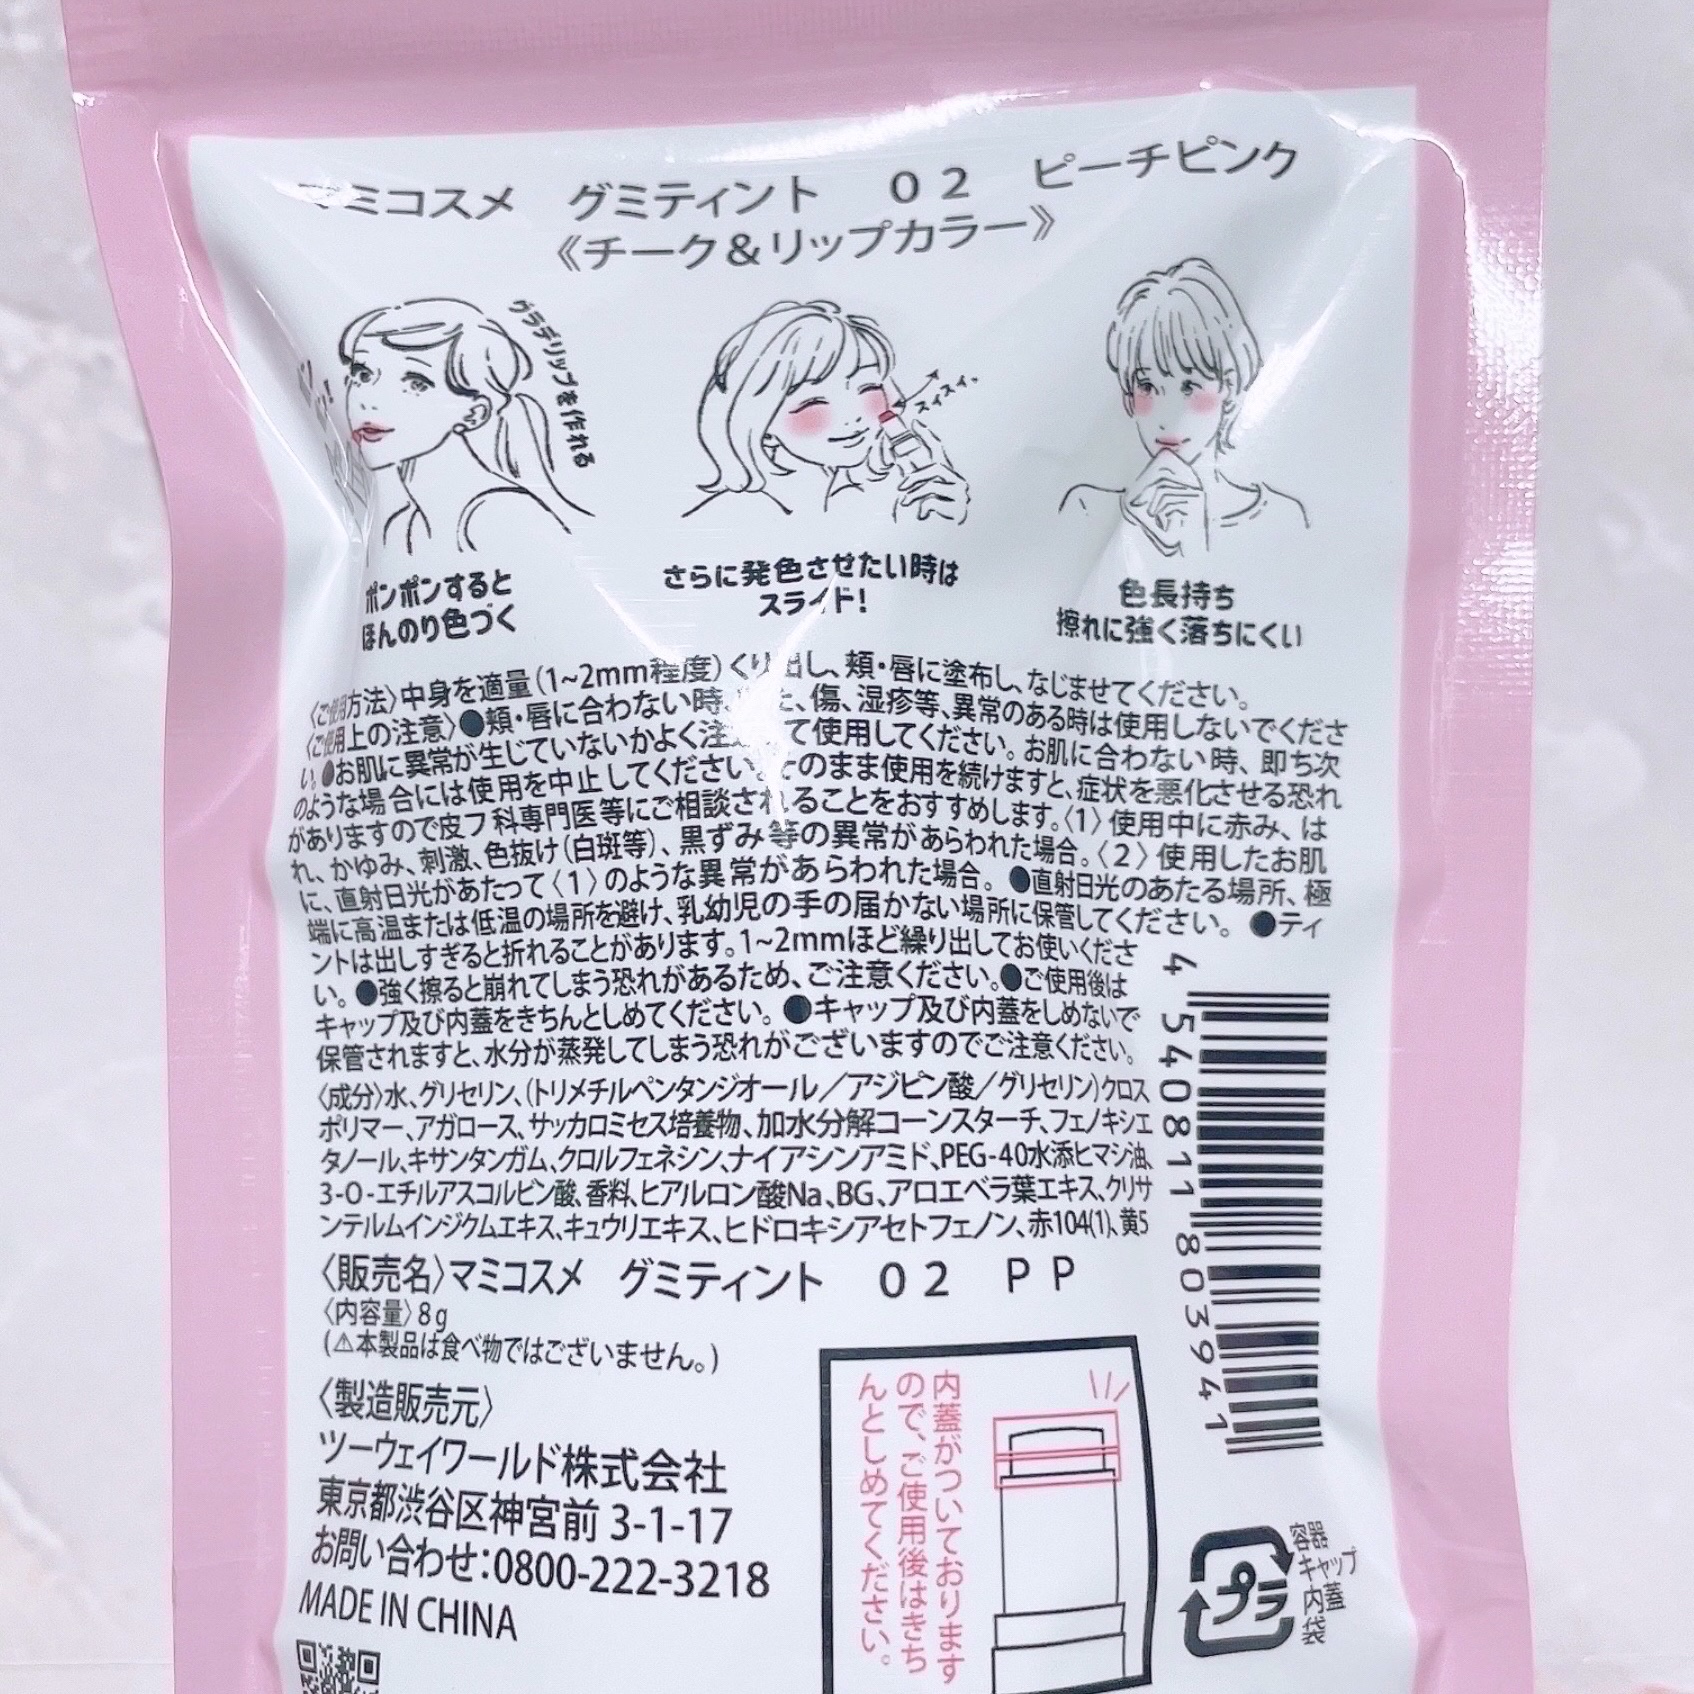 マミコスメ グミティント 02 ピーチピンク
《チーク&リップカラー》
グラデリップを作れる
スイスイ。
ポンポンすると
ほんのり色づく
さらに発色させたい時は
スライド!
色長持ち
擦れに強く落ちにくい
〈ご使用方法〉中身を適量(1~2mm程度)くり出し、頬・唇に塗布し、なじませてください。
〈ご使用上の注意〉●頬・唇に合わない時、また、傷、湿疹等、異常のある時は使用しないでくださ
い。●お肌に異常が生じていないかよく注 て使用してください。お肌に合わない時、即ち次
のような場合には使用を中止してください。そのまま使用を続けますと、症状を悪化させる恐れ
がありますので皮フ科専門医等にご相談されることをおすすめします。〈1〉使用中に赤み、は
れ、かゆみ、刺激、色抜け(白斑等)、黒ずみ等の異常があらわれた場合。〈2〉使用したお肌
に、直射日光があたって〈1〉のような異常があらわれた場合。●直射日光のあたる場所、極
端に高温または低温の場所を避け、乳幼児の手の届かない場所に保管してください。●ティ
ントは出しすぎると折れることがあります。1~2mmほど繰り出してお使いくださ
い。●強く擦ると崩れてしまう恐れがあるため、ご注意ください。●ご使用後は
キャップ及び内蓋をきちんとしめてください。●キャップ及び内蓋をしめないで
保管されますと、水分が蒸発してしまう恐れがございますのでご注意ください。
〈成分〉水、グリセリン、(トリメチルペンタンジオール/アジピン酸/グリセリン)クロス
ポリマー、アガロース、サッカロミセス培養物、加水分解コーンスターチ、フェノキシエ
タノール、キサンタンガム、クロルフェネシン、ナイアシンアミド、PEG-40水添ヒマシ油、
3-O-エチルアスコルビン酸、香料、ヒアルロン酸Na、BG、アロエベラ葉エキス、クリサ
ンテルムインジクムエキス、キュウリエキス、ヒドロキシアセトフェノン、赤104(1)、黄5
4 540811 803941
〈販売名〉マミコスメ グミティント 02 PP
〈内容量〉8g
(⚠本製品は食べ物ではございません。)
〈製造販売元〉
ツーウェイワールド株式会社
東京都渋谷区神宮前 3-1-17
お問い合わせ:0800-222-3218
MADE IN CHINA
内蓋がついております
ので、ご使用後はきち
んとしめてください。
プラ
容器
キャップ
内蓋
袋